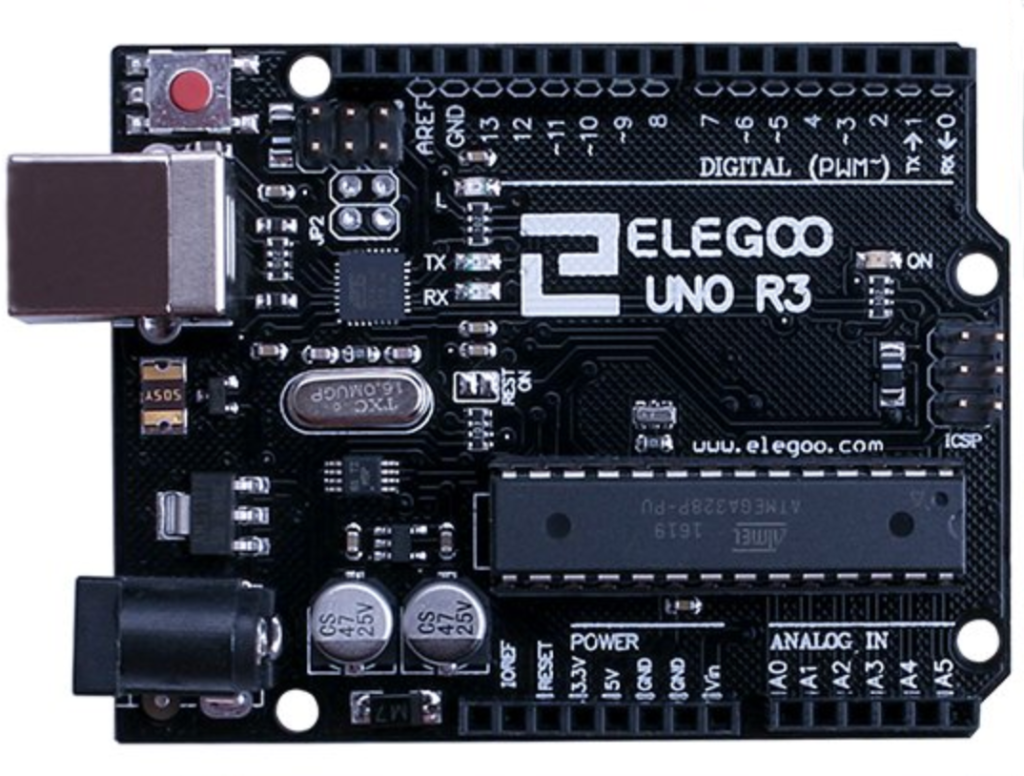 AREF
GND
13
12
~11
~10
~9
8
7
~6
~5
4
~3
2
TX→1
RX←0
DIGITAL (PWM~)
L
JP2
ELEGOO
UNO R3
TX
RX
ON
REST
ON
TXC
16.0MUGP
ICSP
www.elegoo.com
ATMEGA328P-PU
1619
ATMEL
CS
47
25V
CS
47
25V
M7
POWER
IOREF
RESET
3.3V
5V
GND
GND
Vin
ANALOG IN
A0
A1
A2
A3
A4
A5